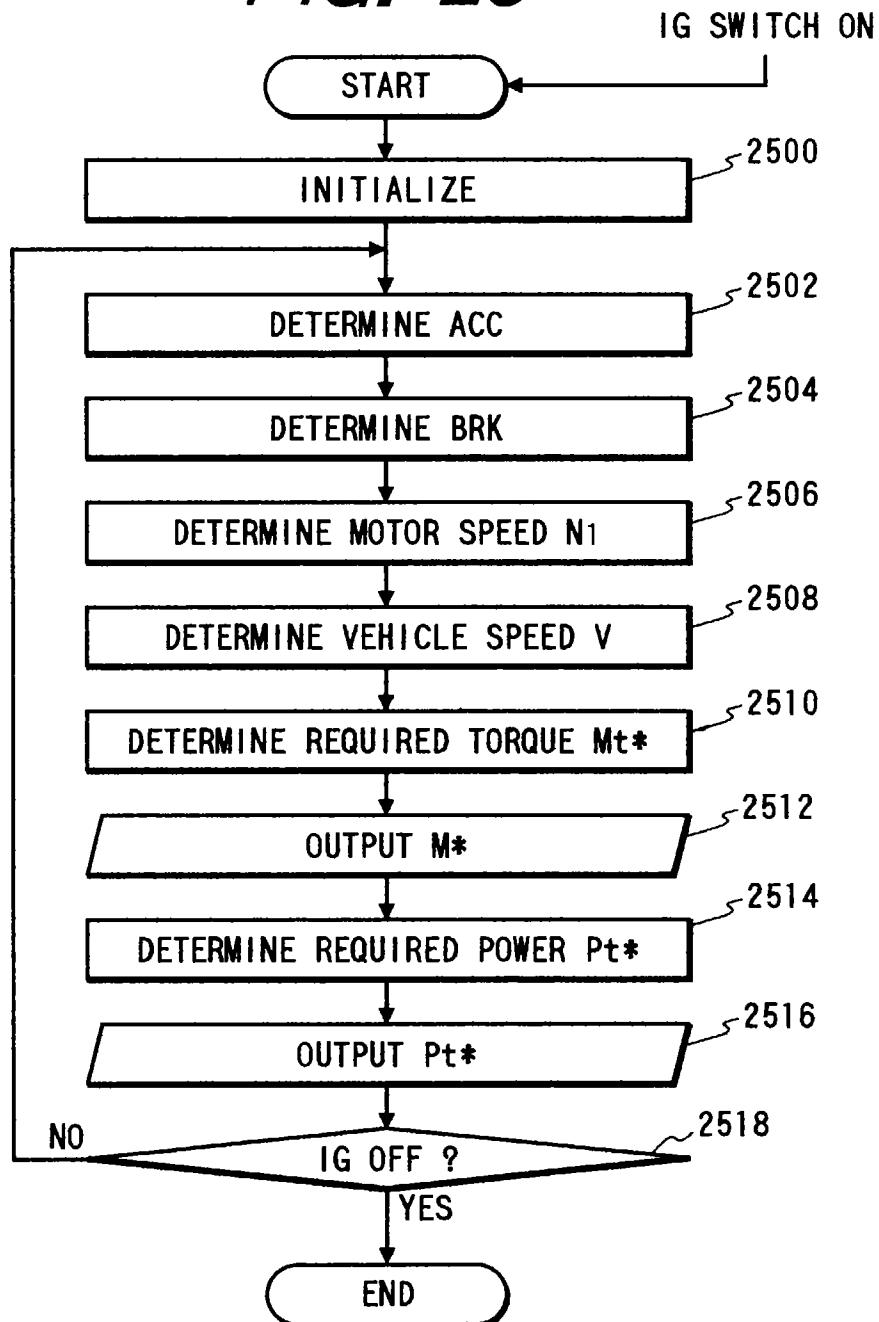 IG SWITCH ON
START
2500
INITIALIZE
2502
DETERMINE ACC
2504
DETERMINE BRK
2506
DETERMINE MOTOR SPEED N1
2508
DETERMINE VEHICLE SPEED V
2510
DETERMINE REQUIRED TORQUE Mt*
2512
OUTPUT M*
2514
DETERMINE REQUIRED POWER Pt*
2516
OUTPUT Pt*
2518
NO
IG OFF ?
YES
END